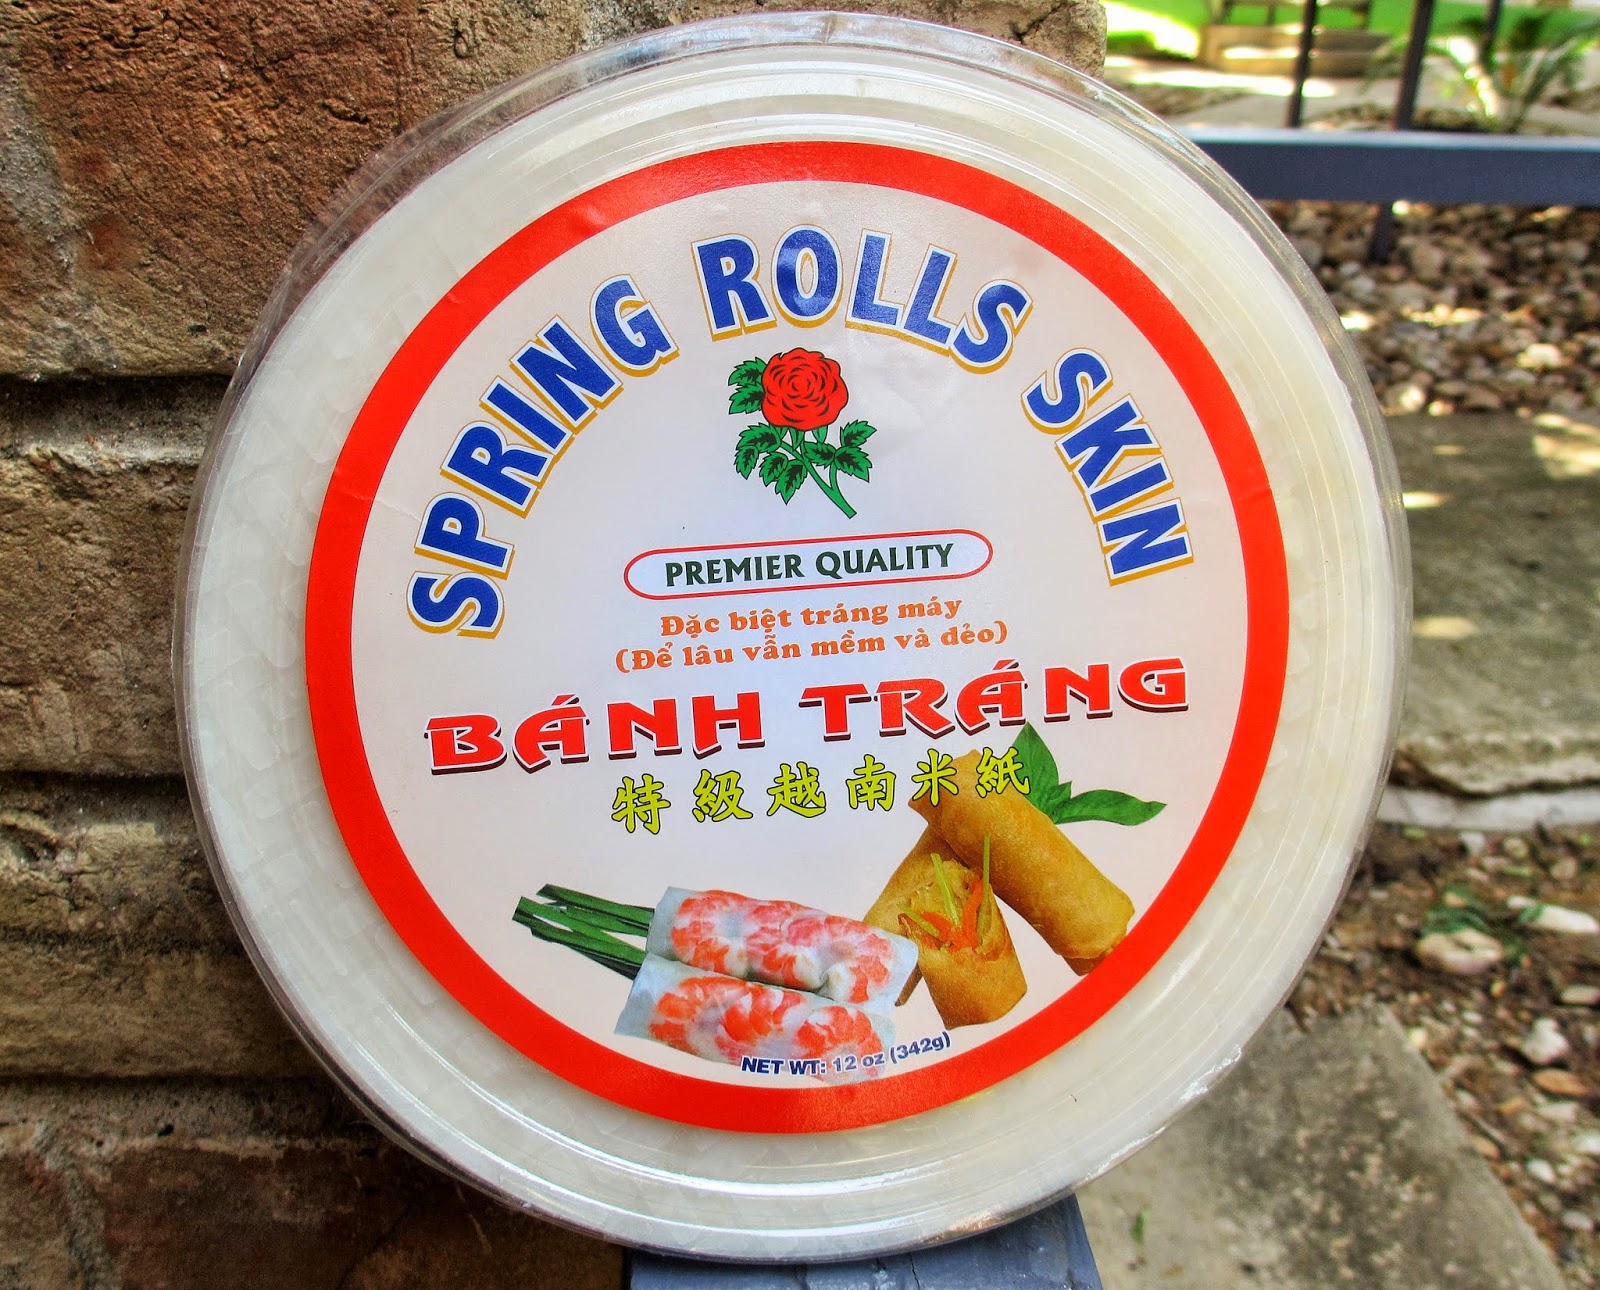 SPRING ROLLS SKIN
PREMIER QUALITY
Đặc biệt tráng máy
(Để lâu vẫn mềm và dẻo)
BÁNH TRÁNG
特級越南米紙
NET WT: 12 oz (342g)